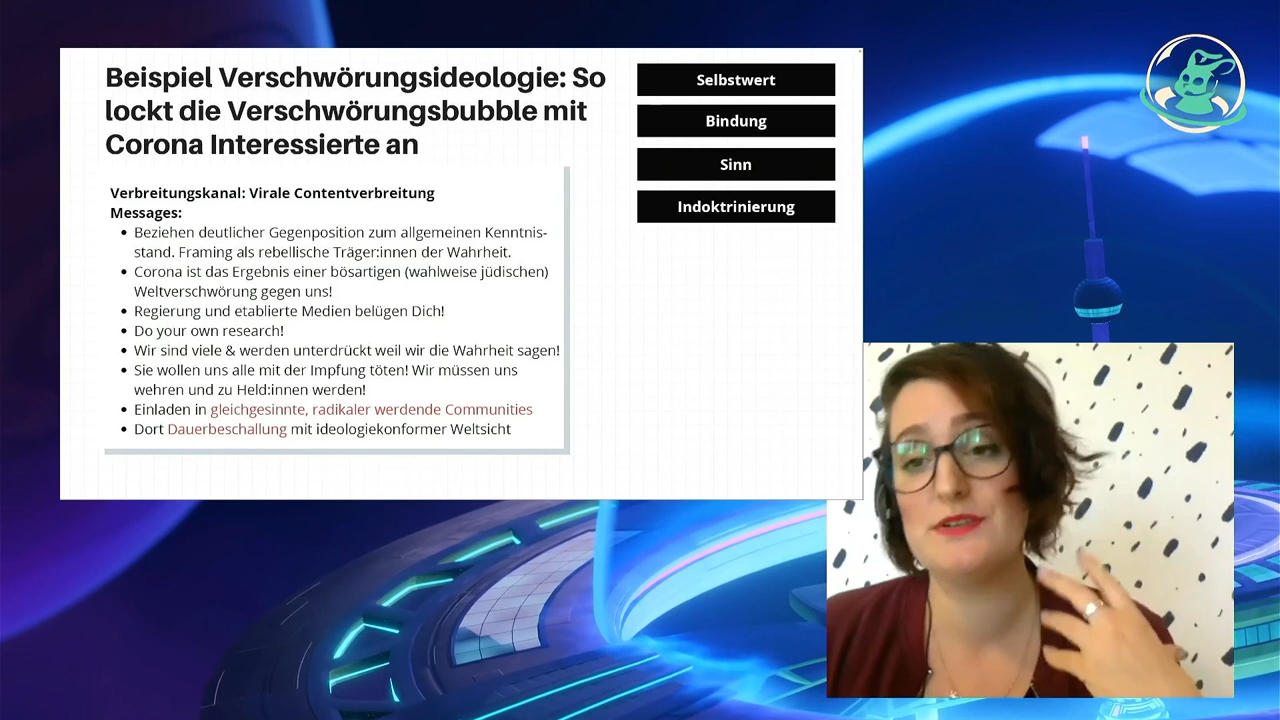 Beispiel Verschwörungsideologie: So
lockt die Verschwörungsbubble mit
Corona Interessierte an
Verbreitungskanal: Virale Contentverbreitung
Messages:
• Beziehen deutlicher Gegenposition zum allgemeinen Kenntnis-
stand. Framing als rebellische Träger:innen der Wahrheit.
• Corona ist das Ergebnis einer bösartigen (wahlweise jüdischen)
Weltverschwörung gegen uns!
• Regierung und etablierte Medien belügen Dich!
• Do your own research!
• Wir sind viele & werden unterdrückt weil wir die Wahrheit sagen!
• Sie wollen uns alle mit der Impfung töten! Wir müssen uns
wehren und zu Held:innen werden!
• Einladen in gleichgesinnte, radikaler werdende Communities
• Dort Dauerbeschallung mit ideologiekonformer Weltsicht
Selbstwert
Bindung
Sinn
Indoktrinierung